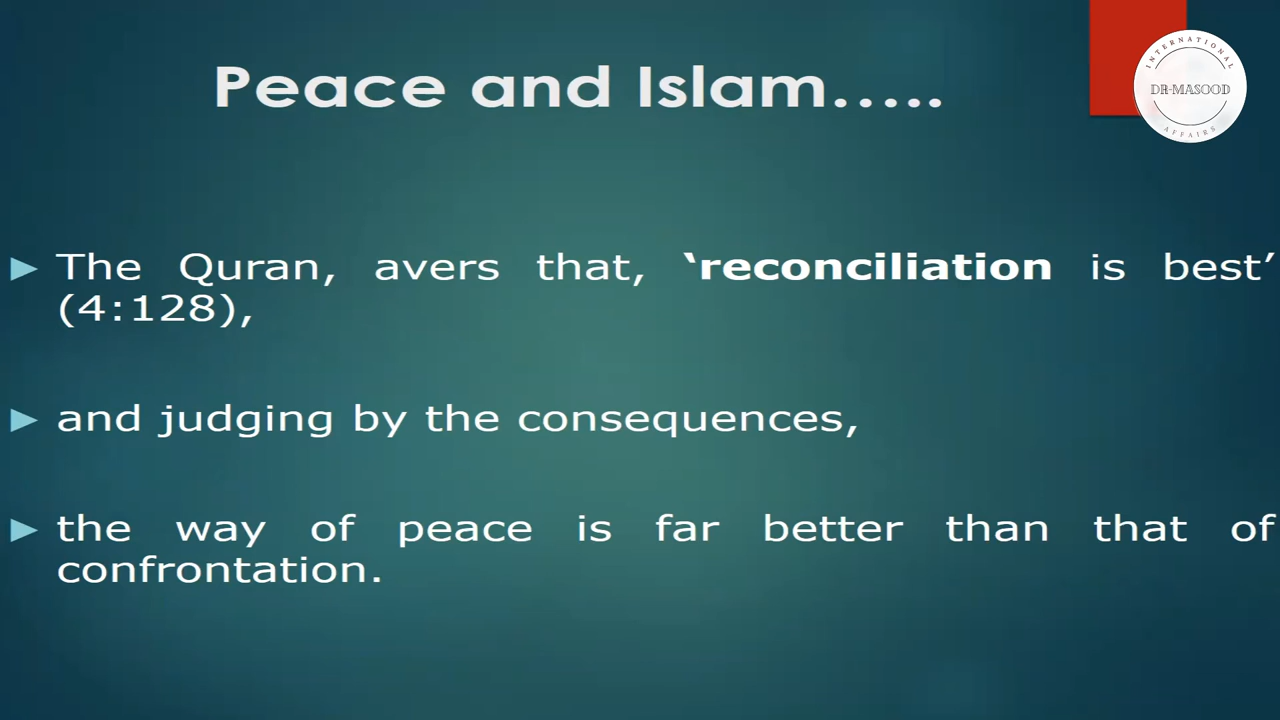 Peace and Islam.....
INTERNATIONAL
DR-MASOOD
AFFAIRS
► The Quran, avers that, ‘reconciliation is best’
(4:128),
► and judging by the consequences,
► the way of peace is far better than that of
confrontation.